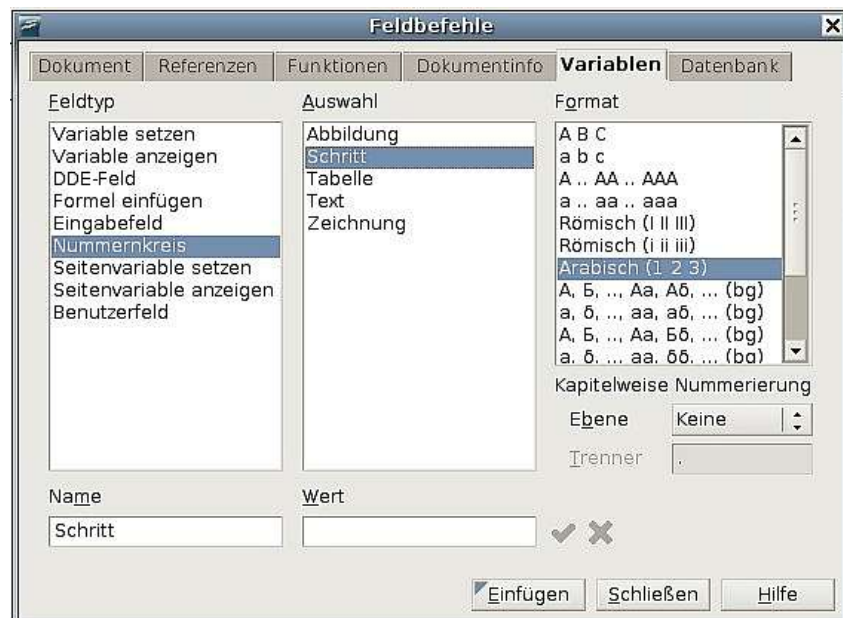 Feldbefehle
Dokument Referenzen Funktionen Dokumentinfo Variablen Datenbank
Feldtyp
Variable setzen
Variable anzeigen
DDE-Feld
Formel einfügen
Eingabefeld
Nummernkreis
Seitenvariable setzen
Seitenvariable anzeigen
Benutzerfeld
Auswahl
Abbildung
Schritt
Tabelle
Text
Zeichnung
Format
A B C
a b c
A .. AA .. AAA
a .. aa .. aaa
Römisch (I II III)
Römisch (i ii iii)
Arabisch (1 2 3)
А, Б, .., Аа, Аб, ... (bg)
а, б, .., аа, аб, ... (bg)
А, Б, .., Аа, Бб, ... (bg)
а, б, .., аа, бб, ... (bg)
Kapitelweise Nummerierung
Ebene Keine
Trenner .
Name
Schritt
Wert
Einfügen Schließen Hilfe